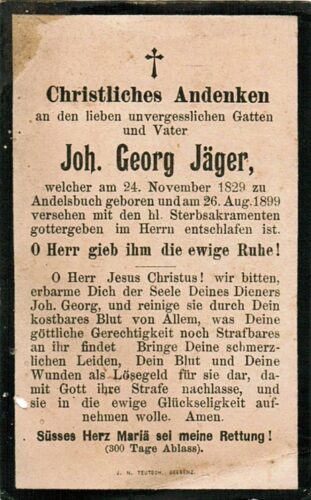 Christliches Andenken
an den lieben unvergesslichen Gatten
und Vater
Joh. Georg Jäger,
welcher am 24. November 1829 zu
Andelsbuch geboren und am 26. Aug. 1899
versehen mit den hl. Sterbsakramenten
gottergeben im Herrn entschlafen ist.
O Herr gieb ihm die ewige Ruhe!
O Herr Jesus Christus! wir bitten,
erbarme Dich der Seele Deines Dieners
Joh. Georg, und reinige sie durch Dein
kostbares Blut von Allem, was Deine
göttliche Gerechtigkeit noch Strafbares
an ihr findet Bringe Deine schmerz-
lichen Leiden, Dein Blut und Deine
Wunden als Lösegeld für sie dar, da-
mit Gott ihre Strafe nachlasse, und
sie in die ewige Glückseligkeit auf-
nehmen wolle. Amen.
Süsses Herz Mariä sei meine Rettung!
(300 Tage Ablass).
J. N. TEUTSCH, BREGENZ.